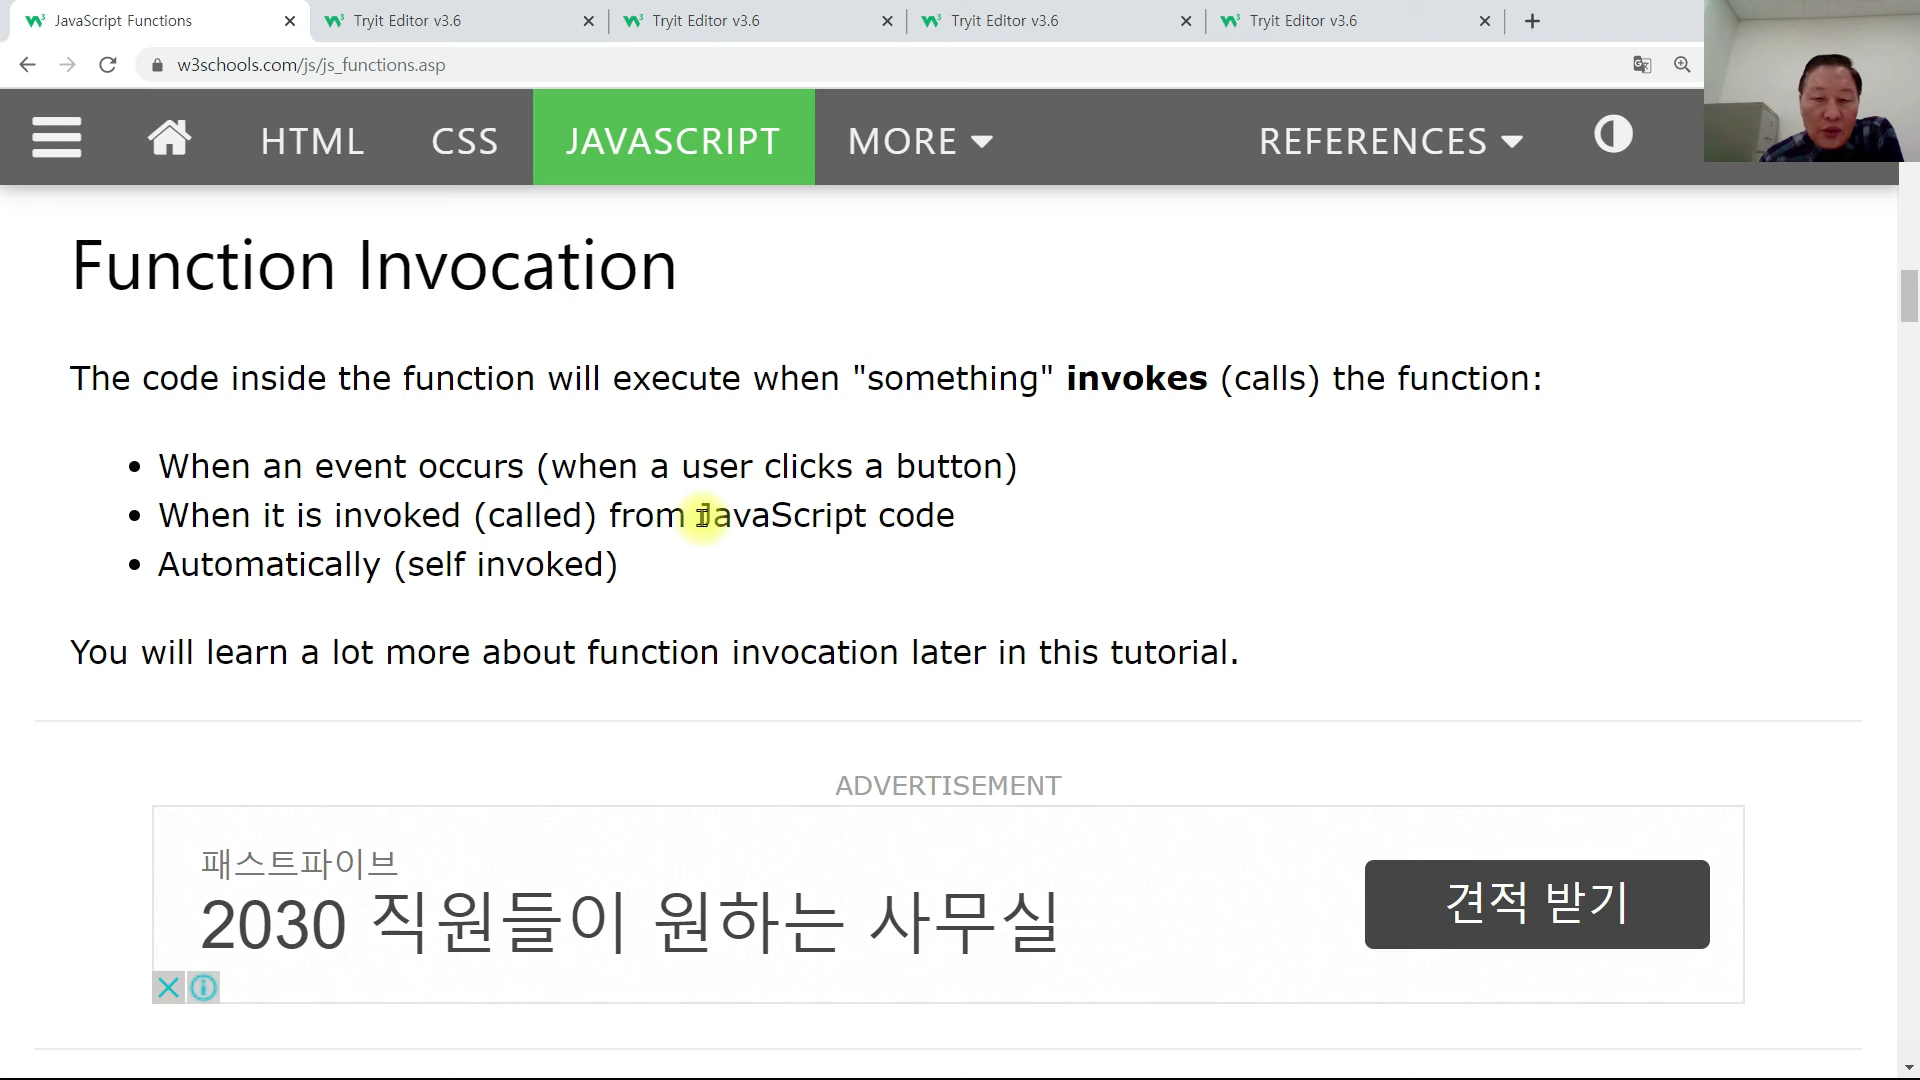 JavaScript Functions
Tryit Editor v3.6
Tryit Editor v3.6
Tryit Editor v3.6
Tryit Editor v3.6
w3schools.com/js/js_functions.asp
HTML CSS JAVASCRIPT MORE REFERENCES
Function Invocation
The code inside the function will execute when "something" invokes (calls) the function:
• When an event occurs (when a user clicks a button)
• When it is invoked (called) from JavaScript code
• Automatically (self invoked)
You will learn a lot more about function invocation later in this tutorial.
ADVERTISEMENT
패스트파이브
2030 직원들이 원하는 사무실
견적 받기